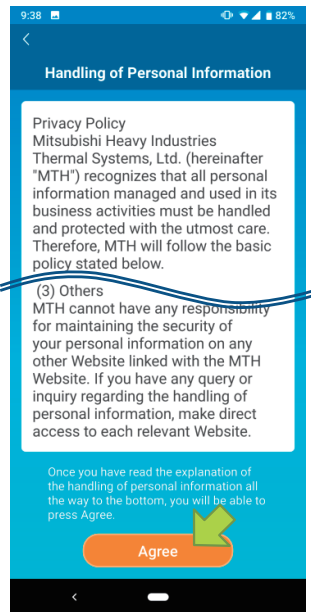 9:38
82%
Handling of Personal Information
Privacy Policy
Mitsubishi Heavy Industries
Thermal Systems, Ltd. (hereinafter
"MTH") recognizes that all personal
information managed and used in its
business activities must be handled
and protected with the utmost care.
Therefore, MTH will follow the basic
policy stated below.
(3) Others
MTH cannot have any responsibility
for maintaining the security of
your personal information on any
other Website linked with the MTH
Website. If you have any query or
inquiry regarding the handling of
personal information, make direct
access to each relevant Website.
Once you have read the explanation of
the handling of personal information all
the way to the bottom, you will be able to
press Agree.
Agree